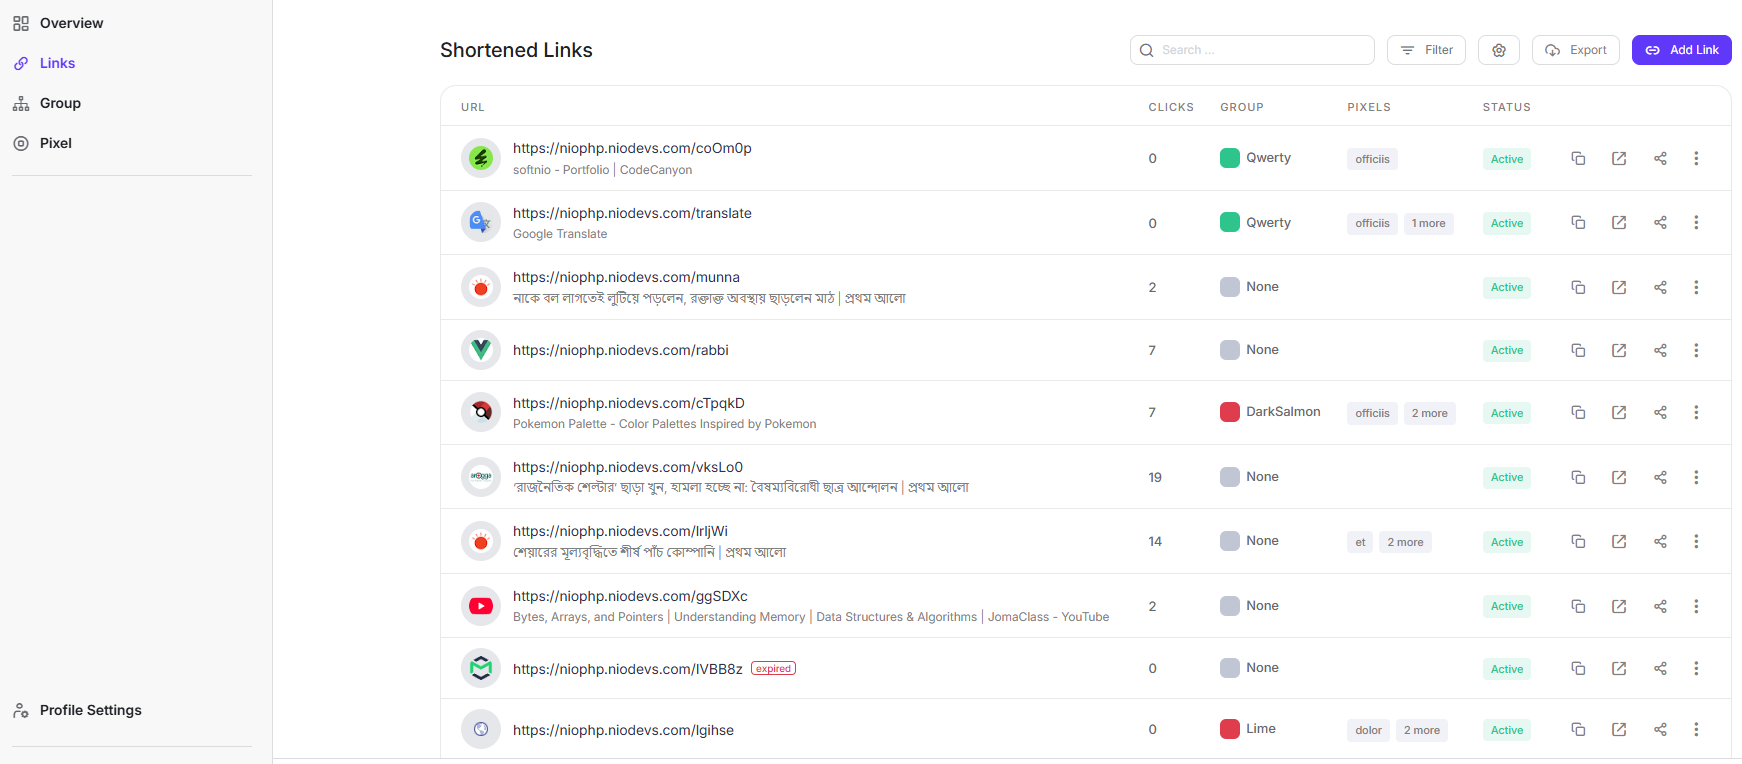 Overview
Links
Group
Pixel
Profile Settings
Shortened Links
Search ...
Filter
Export
Add Link
URL CLICKS GROUP PIXELS STATUS
https://niophp.niodevs.com/coOm0p
softnio - Portfolio | CodeCanyon
0 Qwerty officiis Active
https://niophp.niodevs.com/translate
Google Translate
0 Qwerty officiis 1 more Active
https://niophp.niodevs.com/munna
নাকে বল লাগতেই লুটিয়ে পড়লেন, রক্তাক্ত অবস্থায় ছাড়লেন মাঠ | প্রথম আলো
2 None Active
https://niophp.niodevs.com/rabbi
7 None Active
https://niophp.niodevs.com/cTpqkD
Pokemon Palette - Color Palettes Inspired by Pokemon
7 DarkSalmon officiis 2 more Active
https://niophp.niodevs.com/vksLo0
‘রাজনৈতিক শেল্টার’ ছাড়া খুন, হামলা হচ্ছে না: বৈষম্যবিরোধী ছাত্র আন্দোলন | প্রথম আলো
19 None Active
https://niophp.niodevs.com/lrljWi
শেয়ারের মূল্যবৃদ্ধিতে শীর্ষ পাঁচ কোম্পানি | প্রথম আলো
14 None et 2 more Active
https://niophp.niodevs.com/ggSDXc
Bytes, Arrays, and Pointers | Understanding Memory | Data Structures & Algorithms | JomaClass - YouTube
2 None Active
https://niophp.niodevs.com/lVBB8z expired
0 None Active
https://niophp.niodevs.com/lgihse
0 Lime dolor 2 more Active